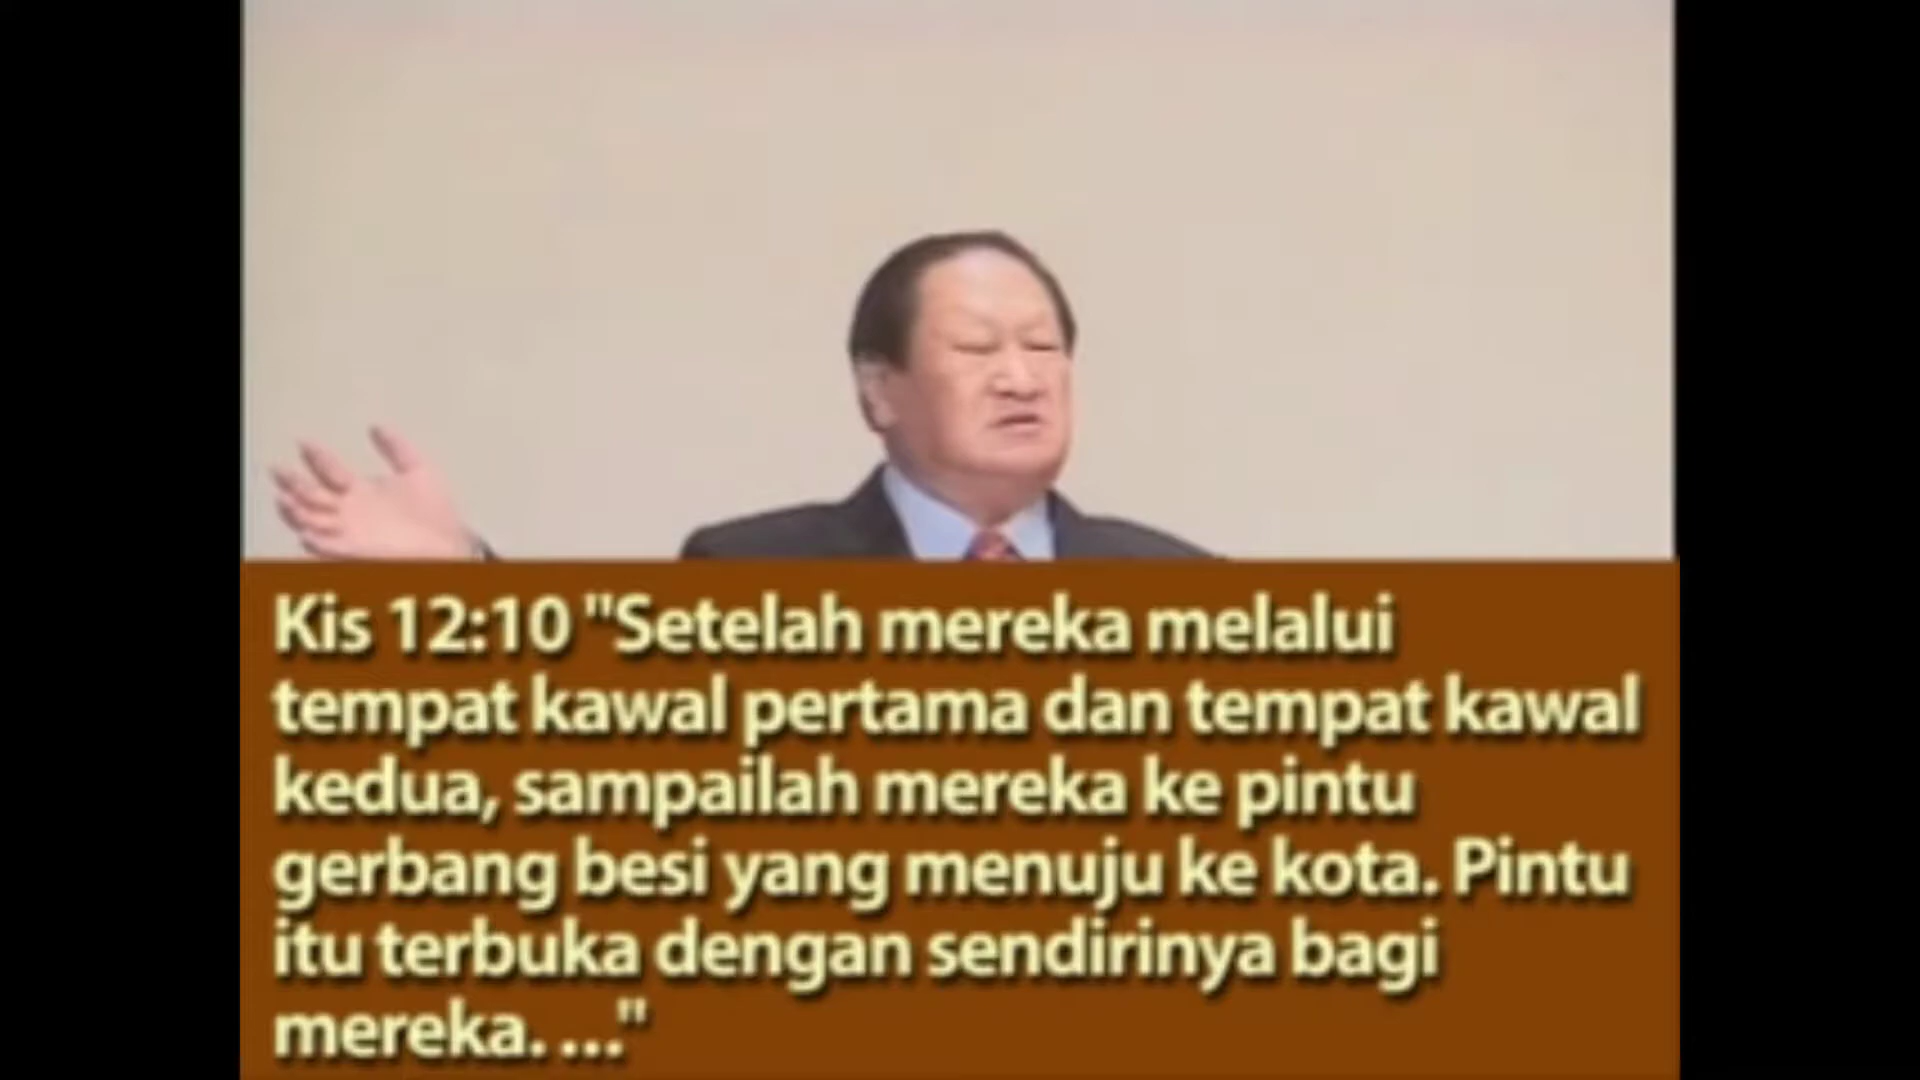 Kis 12:10 "Setelah mereka melalui
tempat kawal pertama dan tempat kawal
kedua, sampailah mereka ke pintu
gerbang besi yang menuju ke kota. Pintu
itu terbuka dengan sendirinya bagi
mereka. ..."